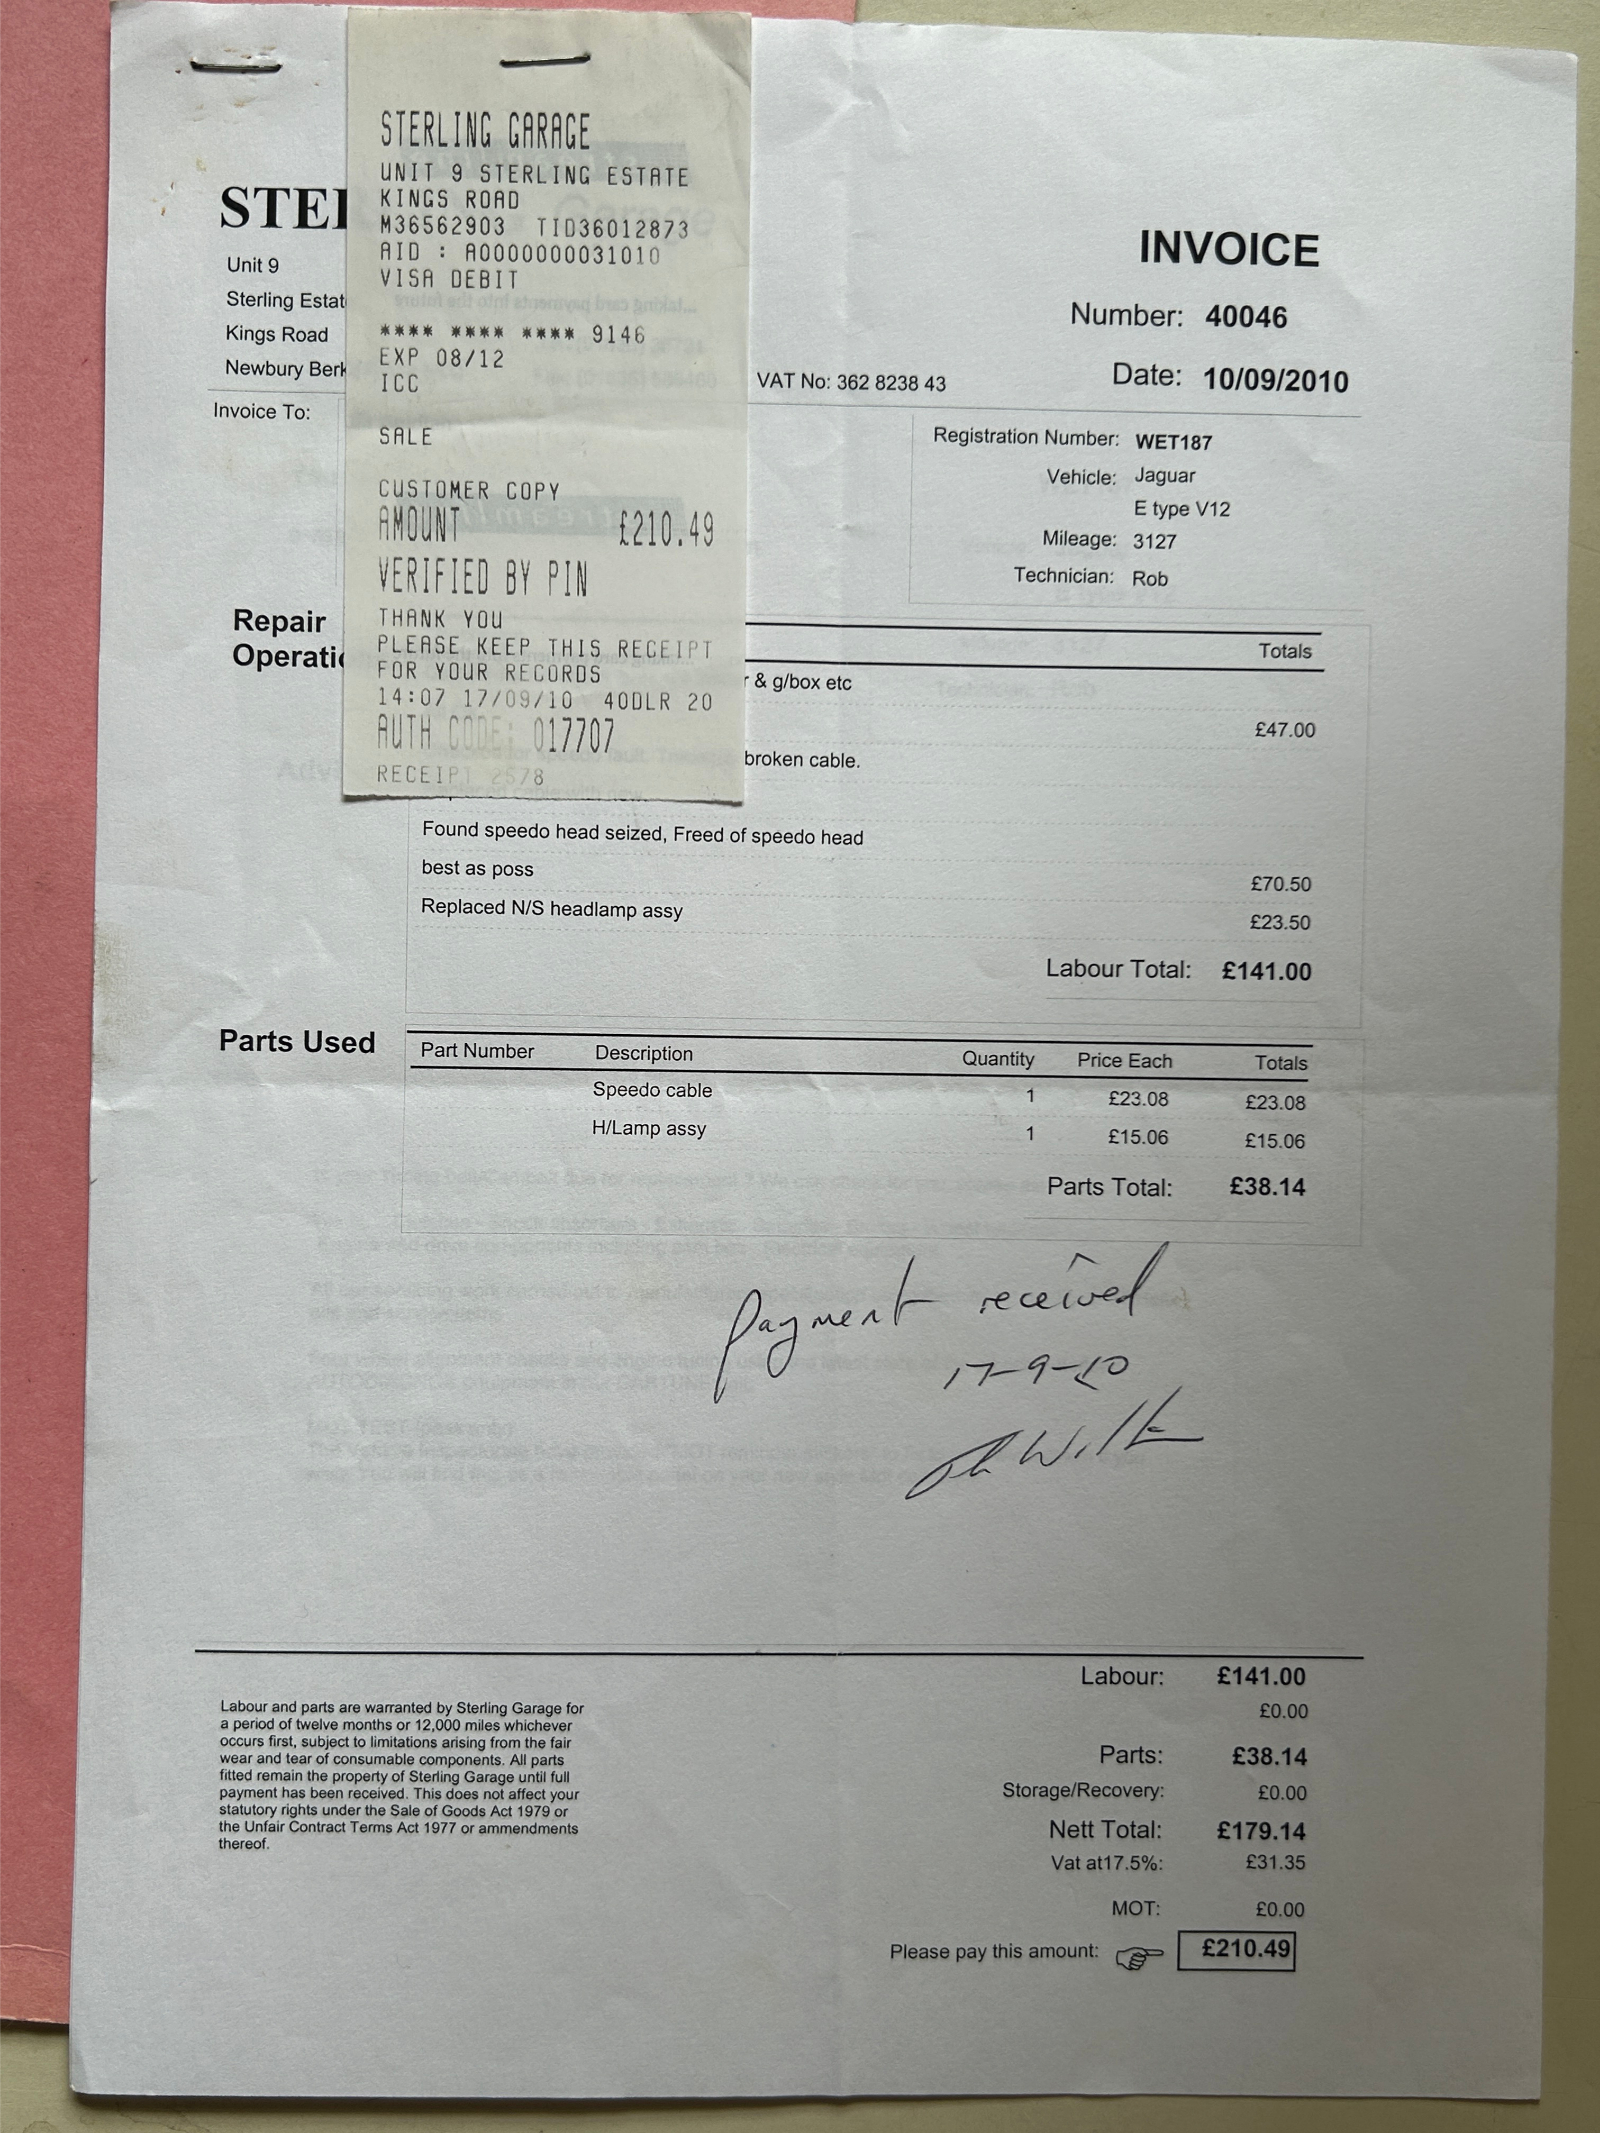 STERLING GARAGE
UNIT 9 STERLING ESTATE
KINGS ROAD
M36562903 TID36012873
AID : A0000000031010
VISA DEBIT
**** **** **** 9146
EXP 08/12
ICC
SALE
CUSTOMER COPY
AMOUNT £210.49
VERIFIED BY PIN
THANK YOU
PLEASE KEEP THIS RECEIPT
FOR YOUR RECORDS
14:07 17/09/10 40DLR 20
AUTH CODE: 017707
RECEIPT 2578
Unit 9
Sterling
Kings Road
Newbury
VAT No: 362 8238 43
INVOICE
Number: 40046
Date: 10/09/2010
Invoice To:
Registration Number: WET187
Vehicle: Jaguar
E type V12
Mileage: 3127
Technician: Rob
Repair
Totals
& g/box etc
£47.00
broken cable.
Found speedo head seized, Freed of speedo head
best as poss £70.50
Replaced N/S headlamp assy £23.50
Labour Total: £141.00
Parts Used
Part Number Description Quantity Price Each Totals
Speedo cable 1 £23.08 £23.08
H/Lamp assy 1 £15.06 £15.06
Parts Total: £38.14
Payment received
17-9-10
Labour: £141.00
£0.00
Parts: £38.14
Storage/Recovery: £0.00
Nett Total: £179.14
Vat at17.5%: £31.35
MOT: £0.00
Please pay this amount: £210.49
Labour and parts are warranted by Sterling Garage for
a period of twelve months or 12,000 miles whichever
occurs first, subject to limitations arising from the fair
wear and tear of consumable components. All parts
fitted remain the property of Sterling Garage until full
payment has been received. This does not affect your
statutory rights under the Sale of Goods Act 1979 or
the Unfair Contract Terms Act 1977 or ammendments
thereof.